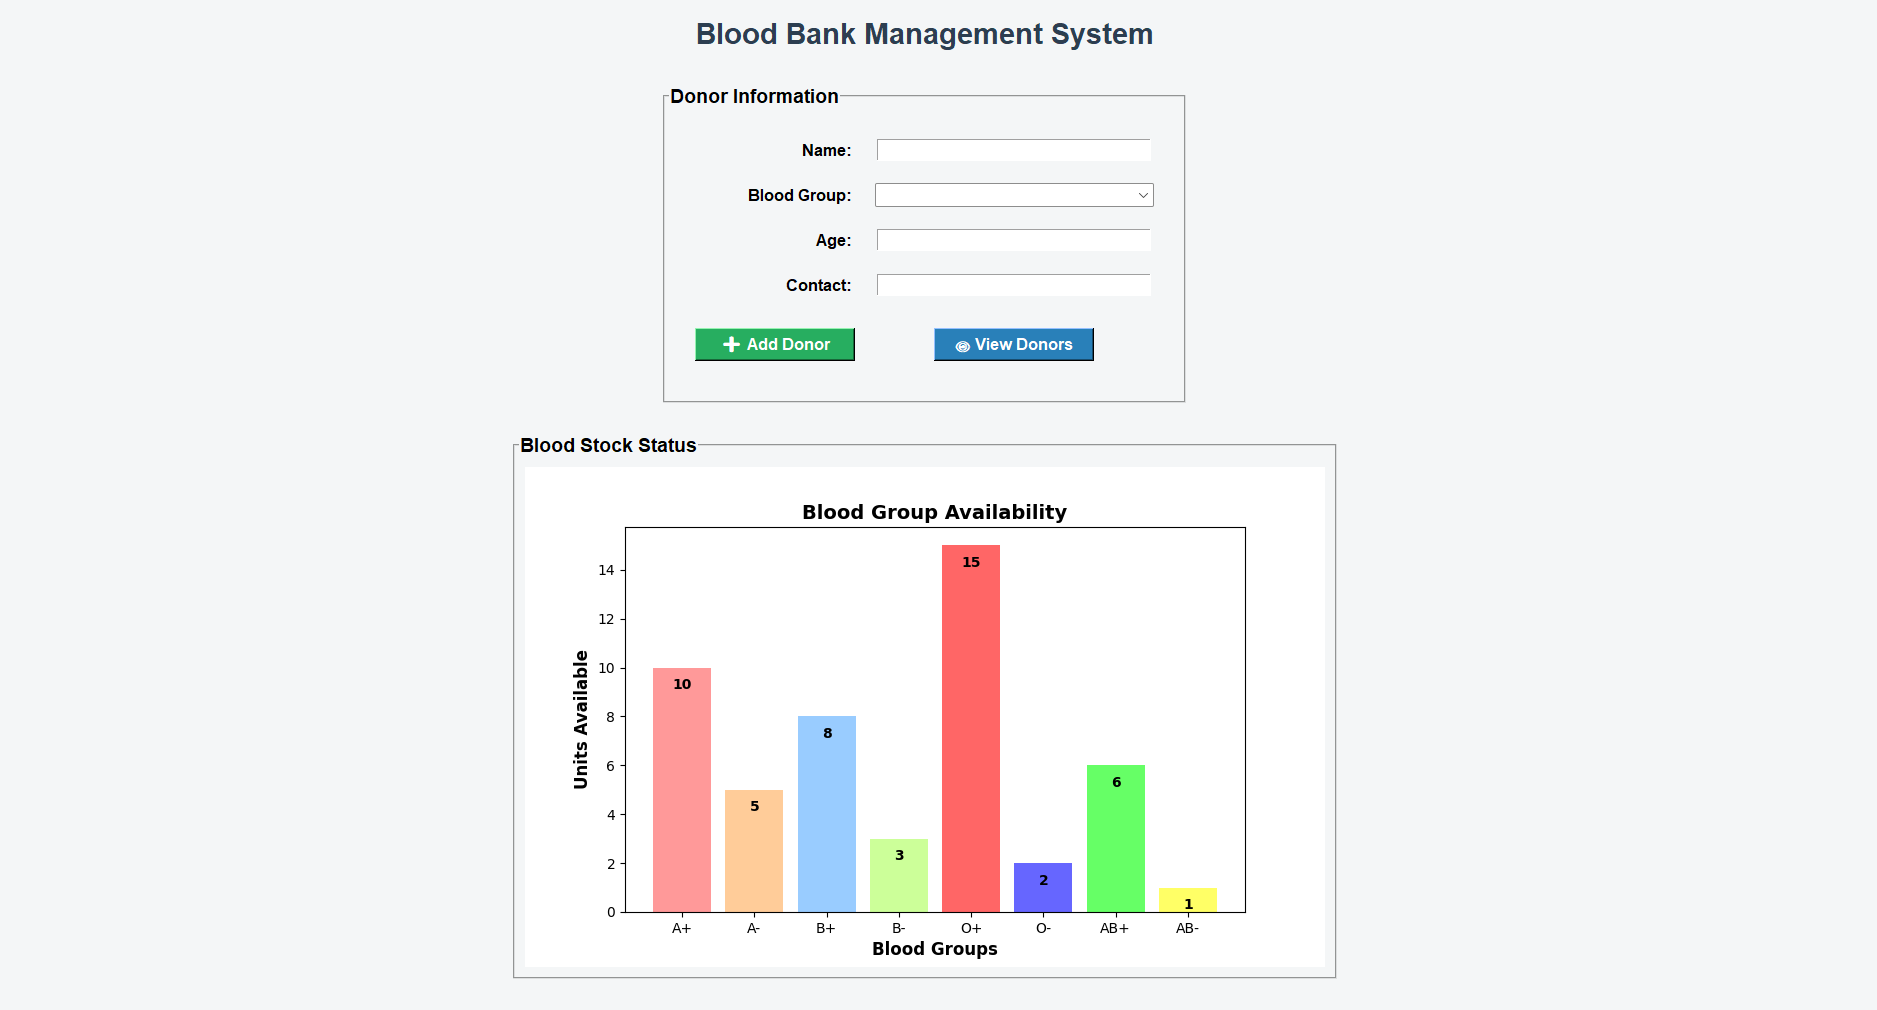 Blood Bank Management System
Donor Information
Name:
Blood Group:
Age:
Contact:
Add Donor
View Donors
Blood Stock Status
Blood Group Availability
Units Available
14
12
10
8
6
4
2
0
10
5
8
3
15
2
6
1
A+ A- B+ B- O+ O- AB+ AB-
Blood Groups